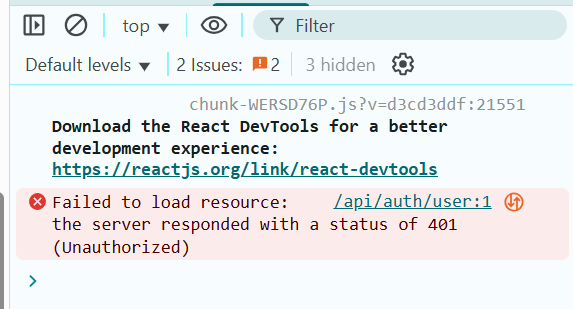 top ▼ Filter
Default levels ▼ 2 Issues: 2 3 hidden
chunk-WERSD76P.js?v=d3cd3ddf:21551
Download the React DevTools for a better
development experience:
https://reactjs.org/link/react-devtools
Failed to load resource: /api/auth/user:1
the server responded with a status of 401
(Unauthorized)